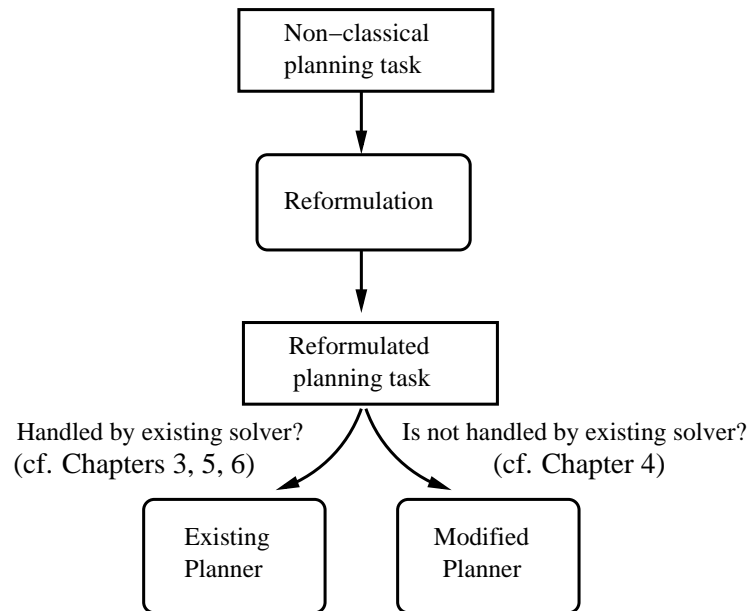 Non−classical
planning task
Reformulation
Reformulated
planning task
Handled by existing solver?
(cf. Chapters 3, 5, 6)
Is not handled by existing solver?
(cf. Chapter 4)
Existing
Planner
Modified
Planner